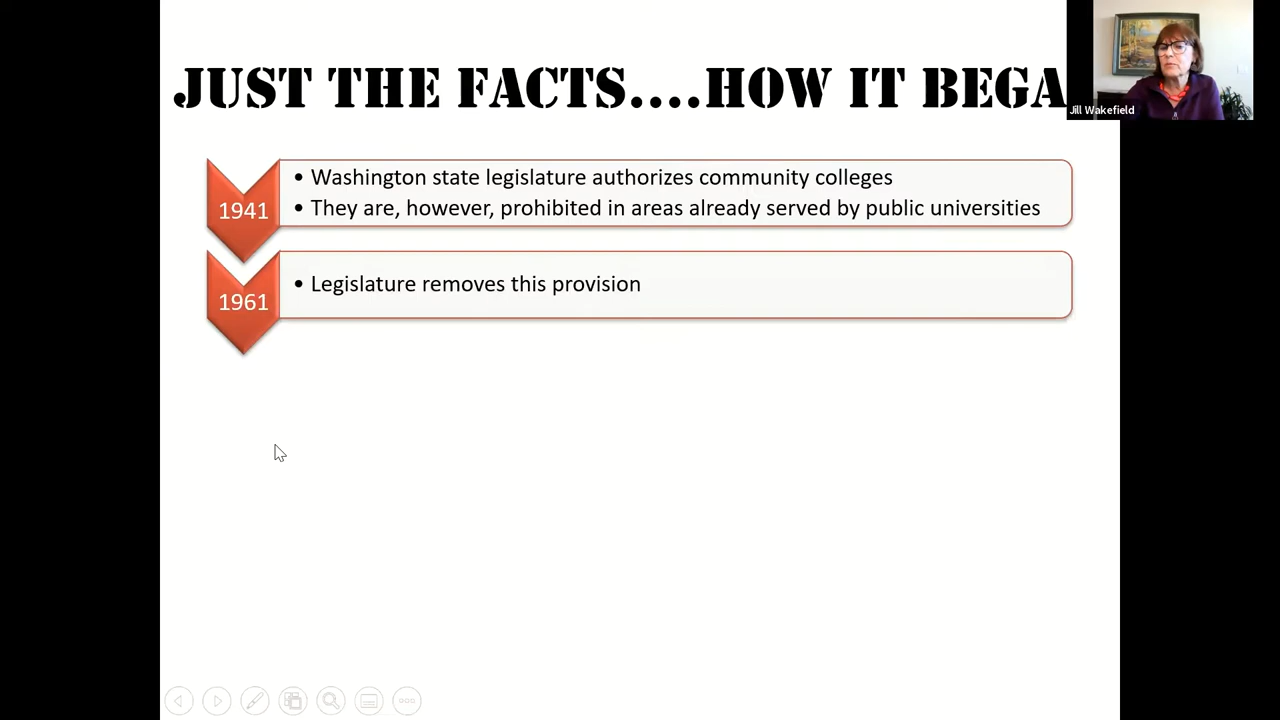 JUST THE FACTS....HOW IT BEGA
Jill Wakefield
1941
• Washington state legislature authorizes community colleges
• They are, however, prohibited in areas already served by public universities
1961
• Legislature removes this provision